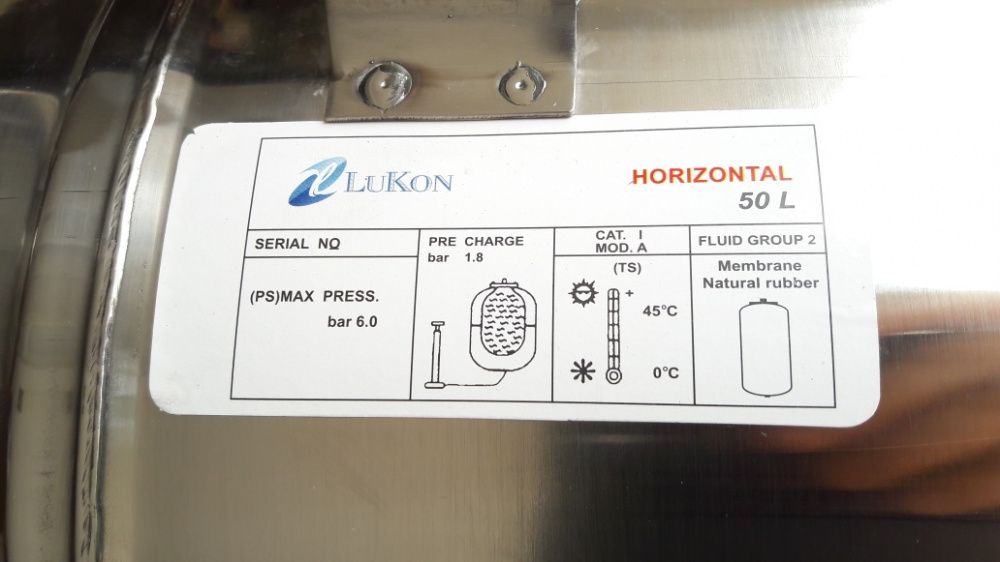 LUKON
HORIZONTAL
50 L
SERIAL NO
(PS)MAX PRESS.
bar 6.0
PRE CHARGE
bar 1.8
CAT. I
MOD. A
(TS)
+
45°C
0°C
FLUID GROUP 2
Membrane
Natural rubber